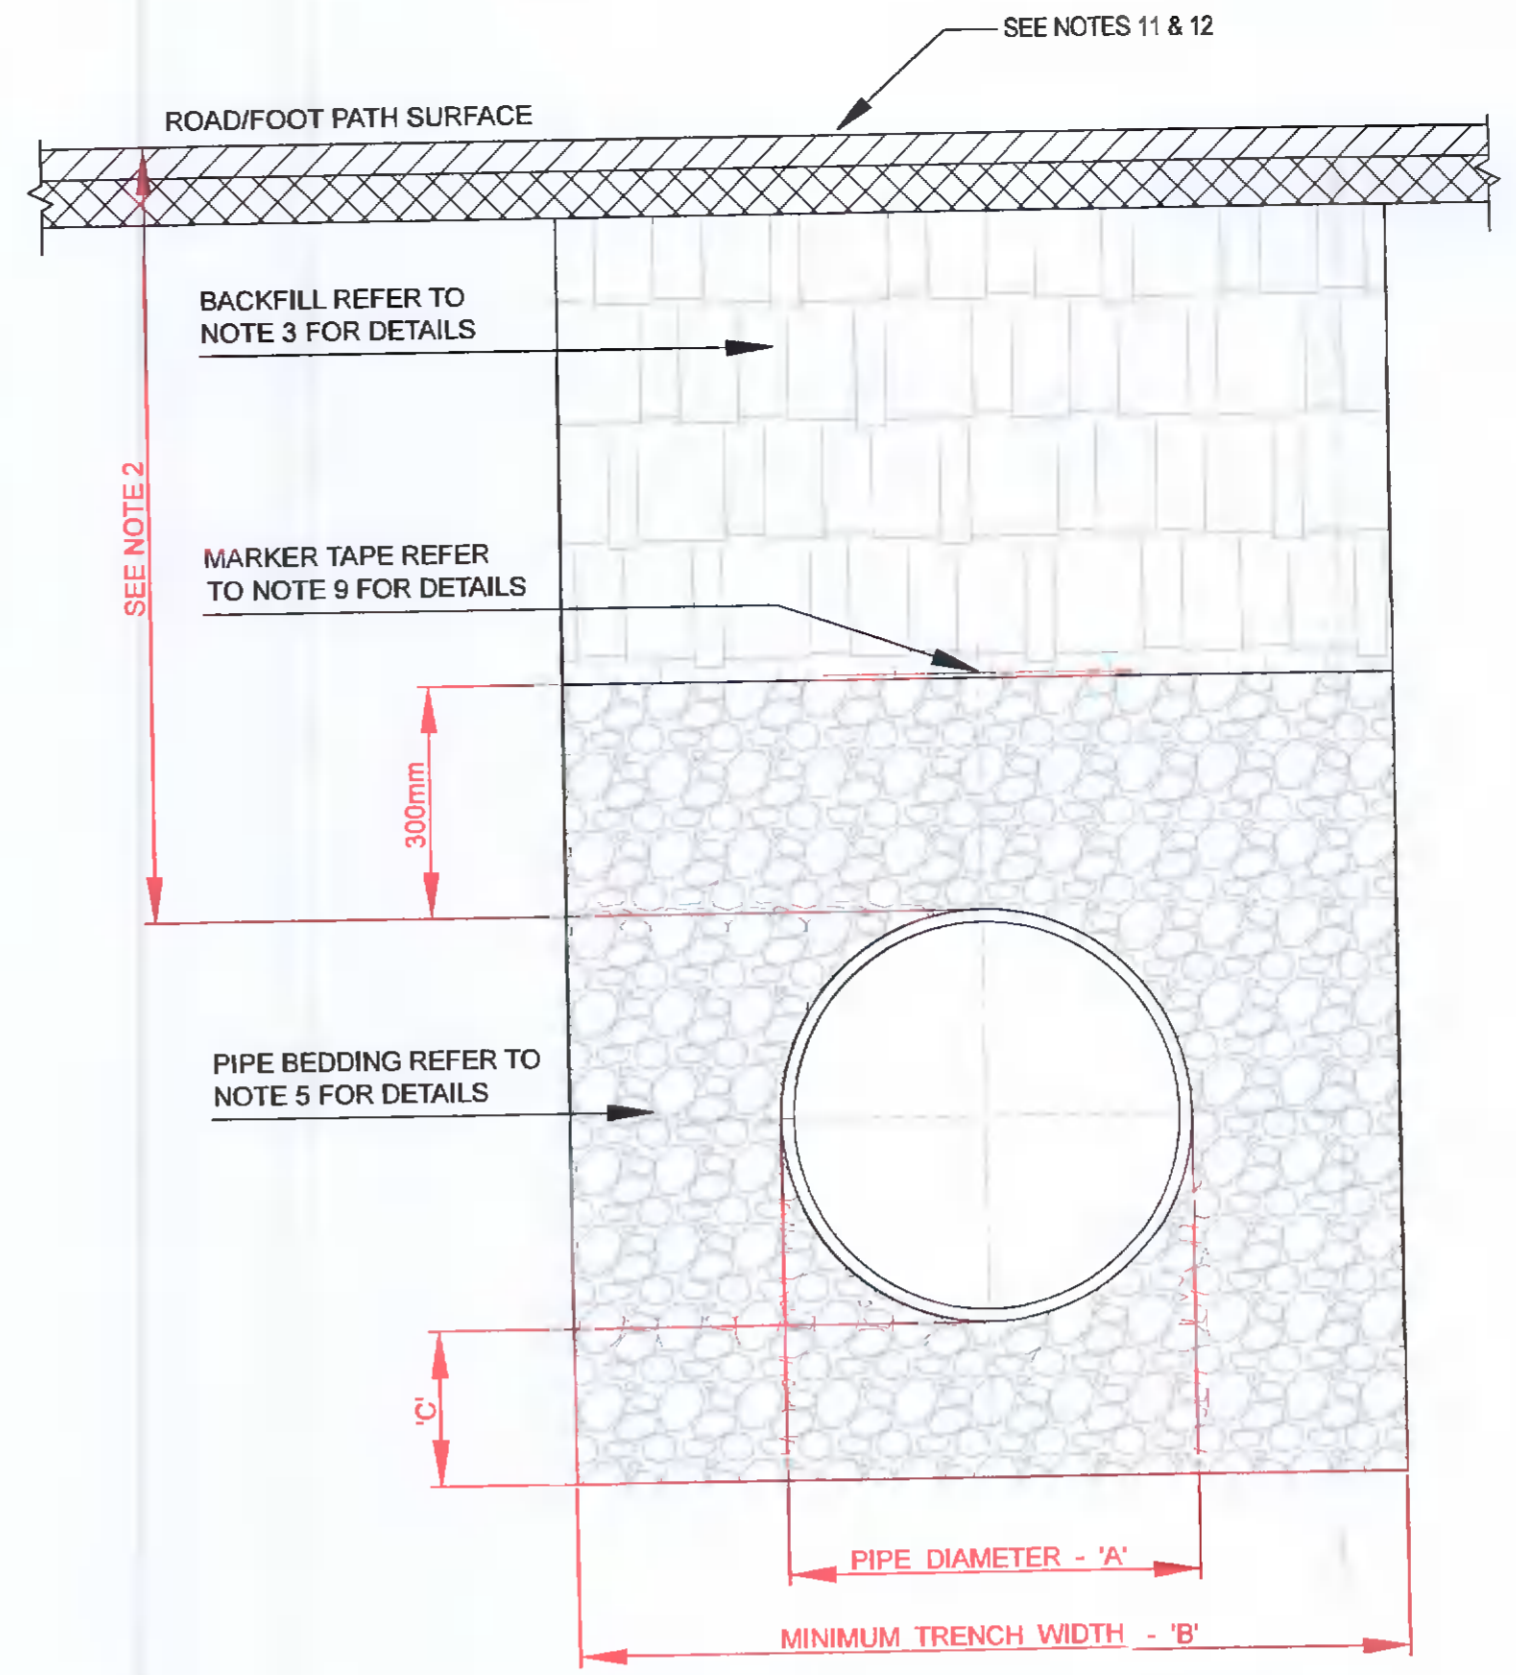 SEE NOTES 11 & 12
ROAD/FOOT PATH SURFACE
BACKFILL REFER TO
NOTE 3 FOR DETAILS
SEE NOTE 2
MARKER TAPE REFER
TO NOTE 9 FOR DETAILS
300mm
PIPE BEDDING REFER TO
NOTE 5 FOR DETAILS
'C'
PIPE DIAMETER - 'A'
MINIMUM TRENCH WIDTH - 'B'